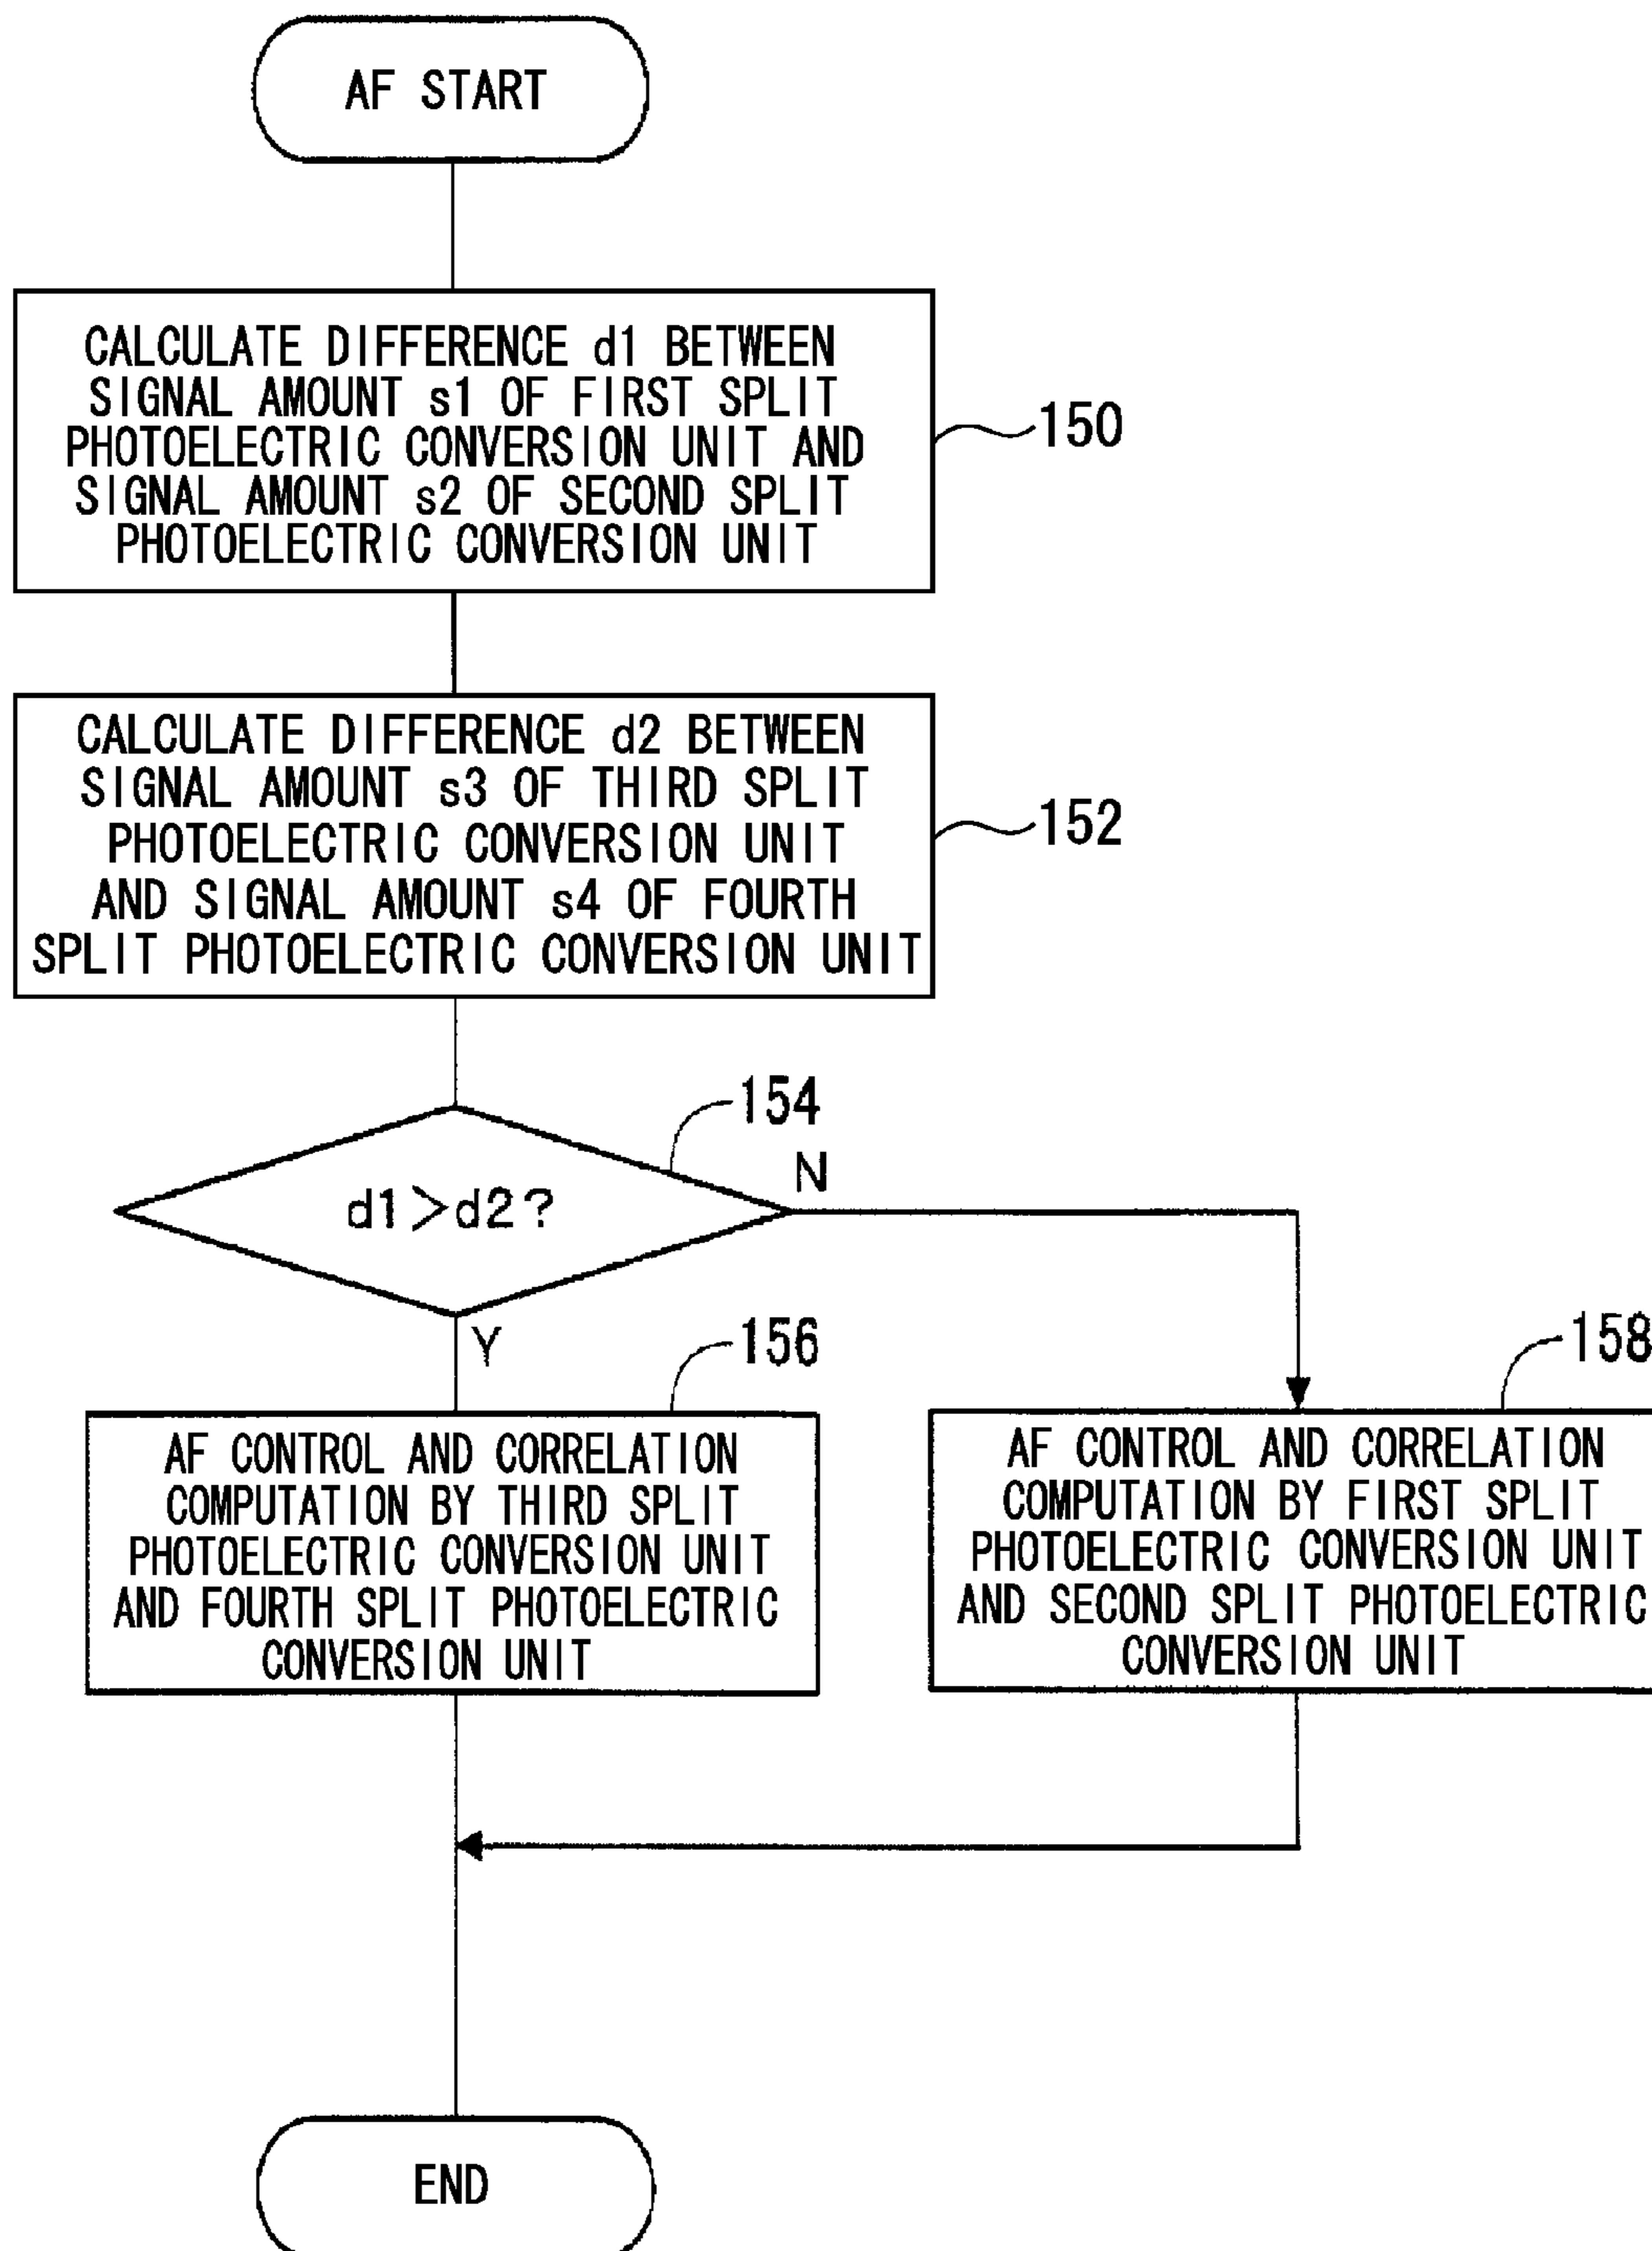 AF START
CALCULATE DIFFERENCE d1 BETWEEN
SIGNAL AMOUNT s1 OF FIRST SPLIT
PHOTOELECTRIC CONVERSION UNIT AND
SIGNAL AMOUNT s2 OF SECOND SPLIT
PHOTOELECTRIC CONVERSION UNIT
150
CALCULATE DIFFERENCE d2 BETWEEN
SIGNAL AMOUNT s3 OF THIRD SPLIT
PHOTOELECTRIC CONVERSION UNIT
AND SIGNAL AMOUNT s4 OF FOURTH
SPLIT PHOTOELECTRIC CONVERSION UNIT
152
154
d1>d2?
N
Y
156
AF CONTROL AND CORRELATION
COMPUTATION BY THIRD SPLIT
PHOTOELECTRIC CONVERSION UNIT
AND FOURTH SPLIT PHOTOELECTRIC
CONVERSION UNIT
158
AF CONTROL AND CORRELATION
COMPUTATION BY FIRST SPLIT
PHOTOELECTRIC CONVERSION UNIT
AND SECOND SPLIT PHOTOELECTRIC
CONVERSION UNIT
END